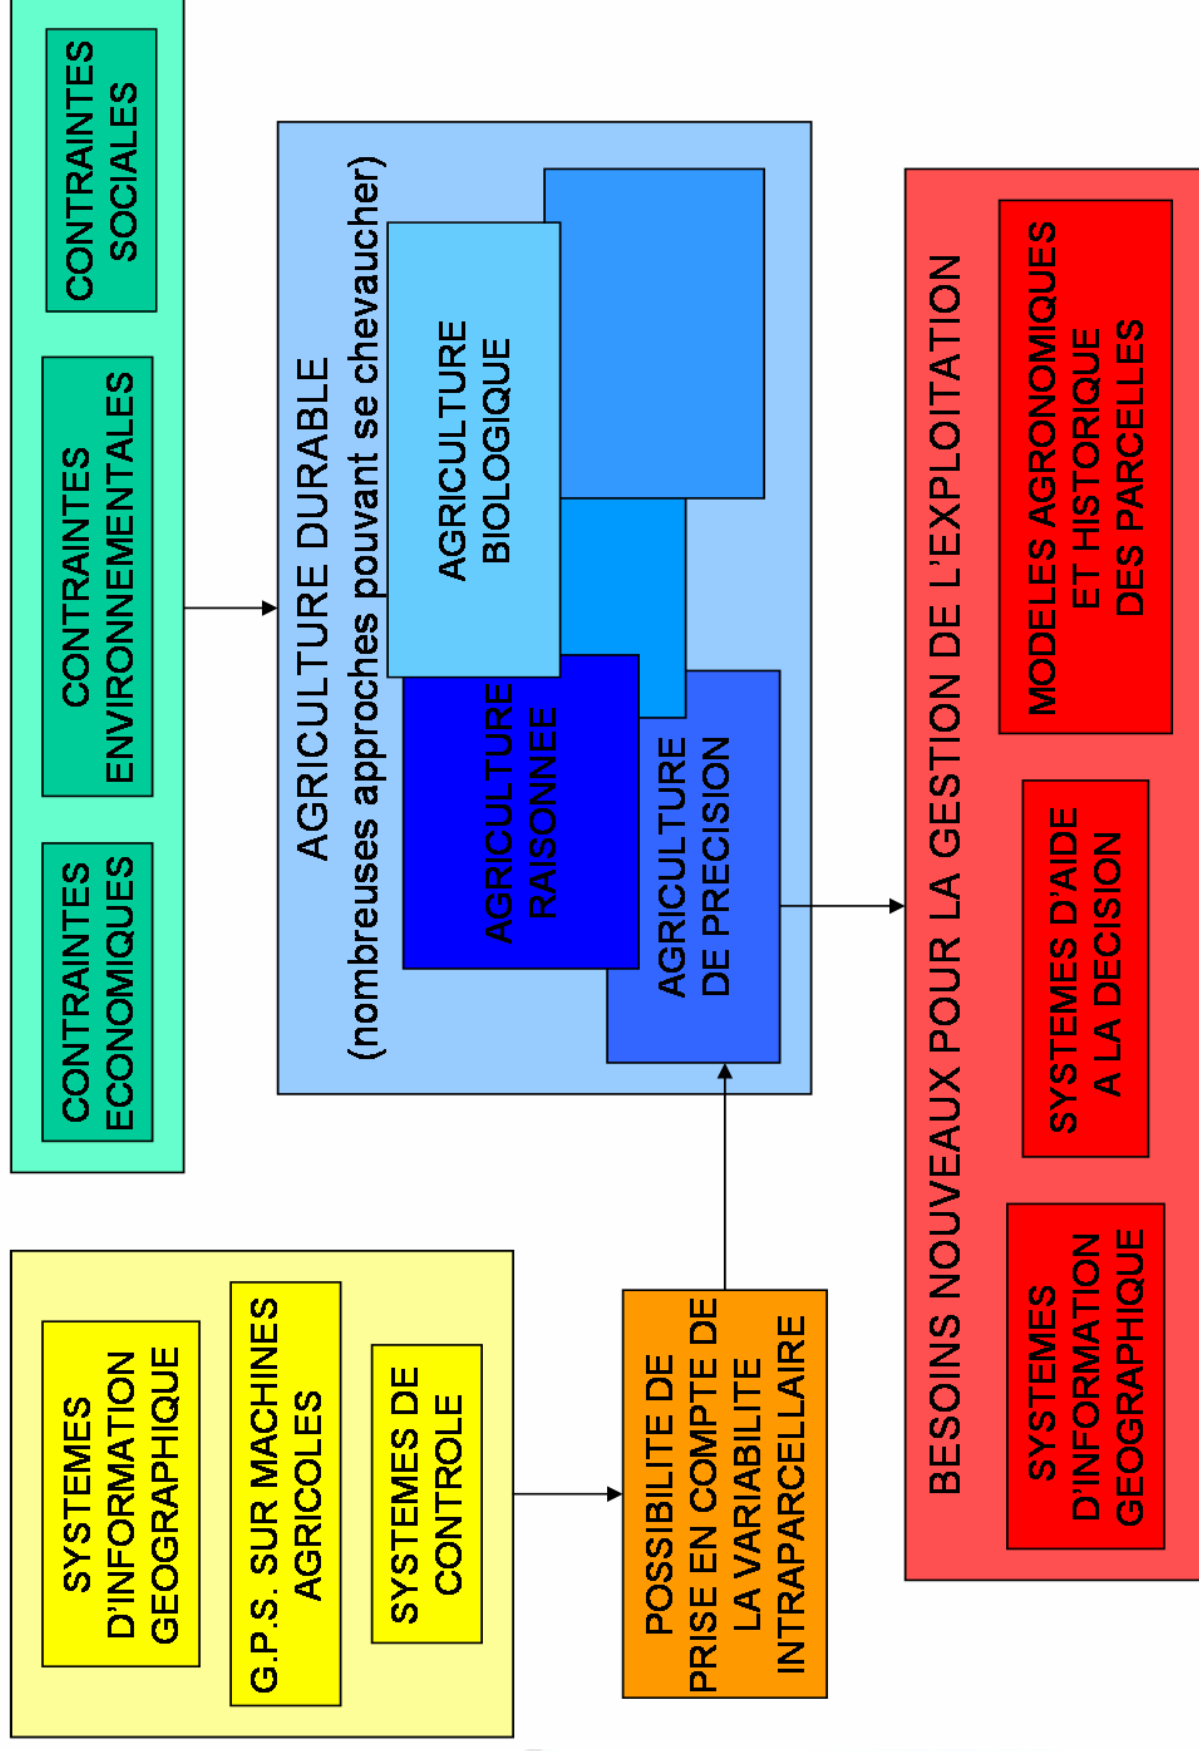 SYSTEMES
D'INFORMATION
GEOGRAPHIQUE
G.P.S. SUR MACHINES
AGRICOLES
SYSTEMES DE
CONTROLE
CONTRAINTES
ECONOMIQUES
CONTRAINTES
ENVIRONNEMENTALES
CONTRAINTES
SOCIALES
AGRICULTURE DURABLE
(nombreuses approches pouvant se chevaucher)
AGRICULTURE
BIOLOGIQUE
AGRICULTURE
RAISONNEE
AGRICULTURE
DE PRECISION
POSSIBILITE DE
PRISE EN COMPTE DE
LA VARIABILITE
INTRAPARCELLAIRE
BESOINS NOUVEAUX POUR LA GESTION DE L'EXPLOITATION
SYSTEMES
D'INFORMATION
GEOGRAPHIQUE
SYSTEMES D'AIDE
A LA DECISION
MODELES AGRONOMIQUES
ET HISTORIQUE
DES PARCELLES